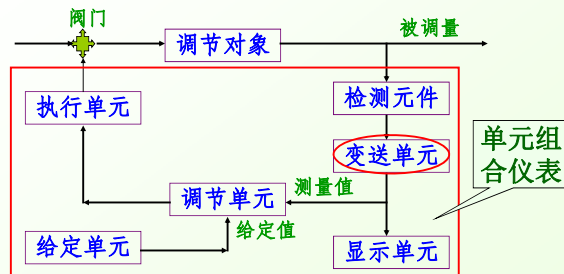 阀门
被调量
调节对象
执行单元
检测元件
变送单元
单元组
合仪表
测量值
调节单元
给定值
给定单元
显示单元